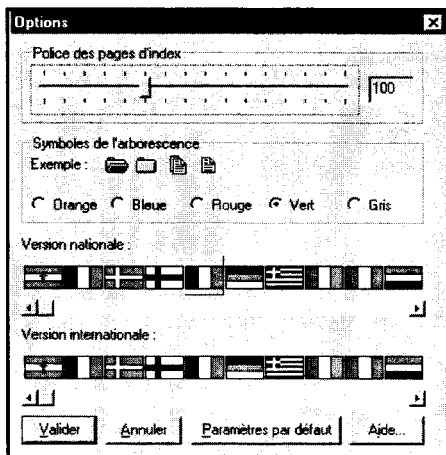 Options
Police des pages d'index
100
Symboles de l'arborescence
Exemple :
Orange Bleue Rouge Vert Gris
Version nationale :
Version internationale :
Valider Annuler Paramètres par défaut Aide...